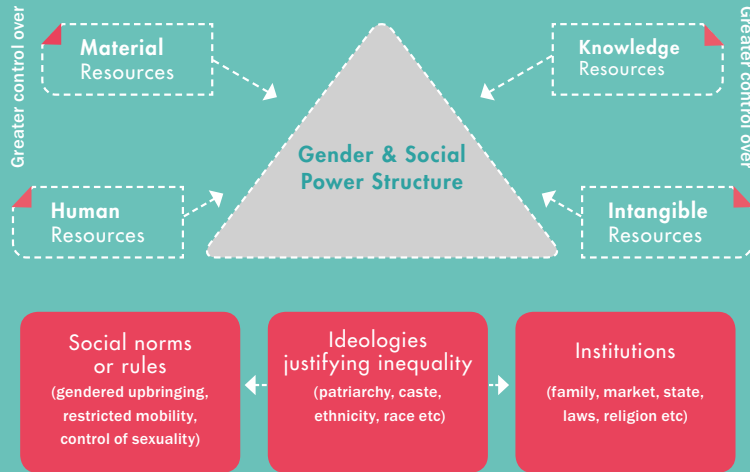 Greater control over
Material
Resources
Knowledge
Resources
Greater control over
Gender & Social
Power Structure
Human
Resources
Intangible
Resources
Social norms
or rules
(gendered upbringing,
restricted mobility,
control of sexuality)
Ideologies
justifying inequality
(patriarchy, caste,
ethnicity, race etc)
Institutions
(family, market, state,
laws, religion etc)